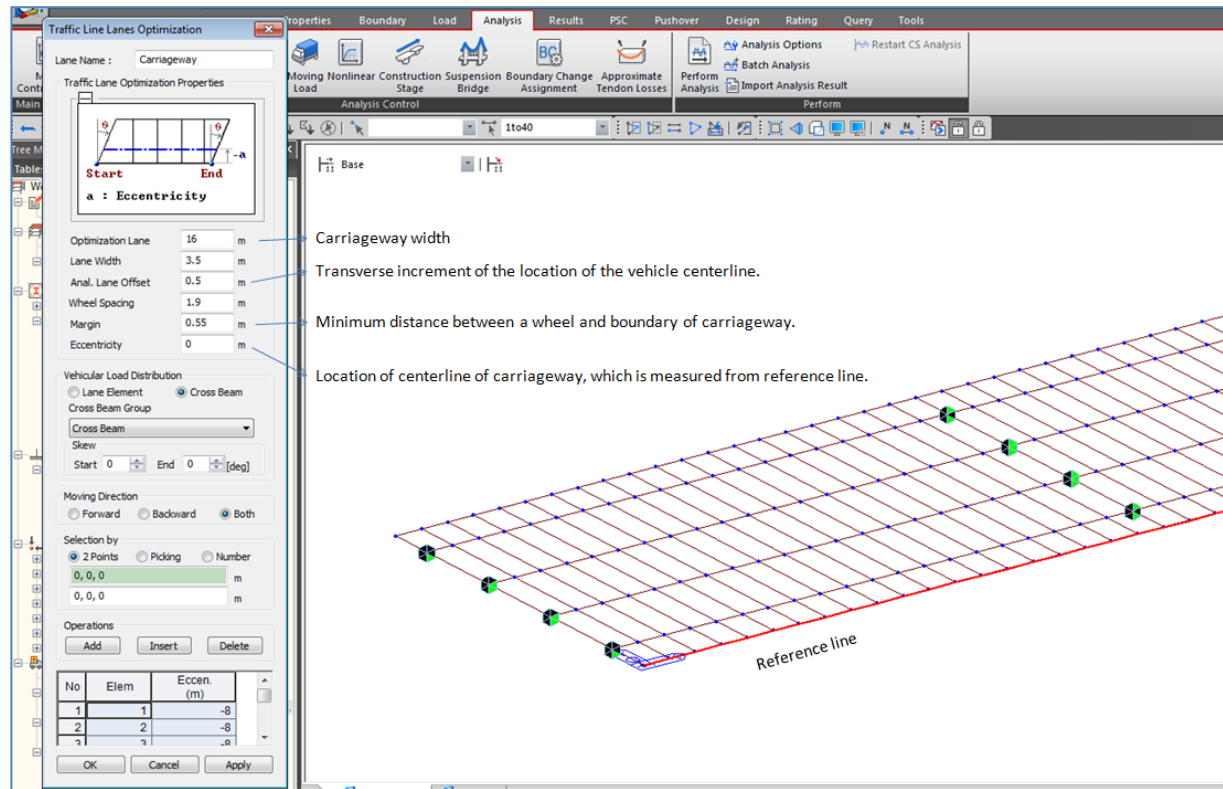 Traffic Line Lanes Optimization
Lane Name : Carriageway
Traffic Lane Optimization Properties
θ θ
-a
Start End
a : Eccentricity
Optimization Lane 16 m
Lane Width 3.5 m
Anal. Lane Offset 0.5 m
Wheel Spacing 1.9 m
Margin 0.55 m
Eccentricity 0 m
Vehicular Load Distribution
Lane Element Cross Beam
Cross Beam Group
Cross Beam
Skew
Start 0 End 0 [deg]
Moving Direction
Forward Backward Both
Selection by
2 Points Picking Number
0, 0, 0 m
0, 0, 0 m
Operations
Add Insert Delete
No Elem Eccen. (m)
1 1 -8
2 2 -8
3 3 -8
OK Cancel Apply
Properties Boundary Load Analysis Results PSC Pushover Design Rating Query Tools
Moving Load Nonlinear Construction Stage Suspension Bridge Boundary Change Assignment Approximate Tendon Losses
Perform Analysis
Analysis Options Restart CS Analysis
Batch Analysis
Import Analysis Result
Main Analysis Control Perform
1to40
Tree M
Tables
Base
Carriageway width
Transverse increment of the location of the vehicle centerline.
Minimum distance between a wheel and boundary of carriageway.
Location of centerline of carriageway, which is measured from reference line.
Reference line